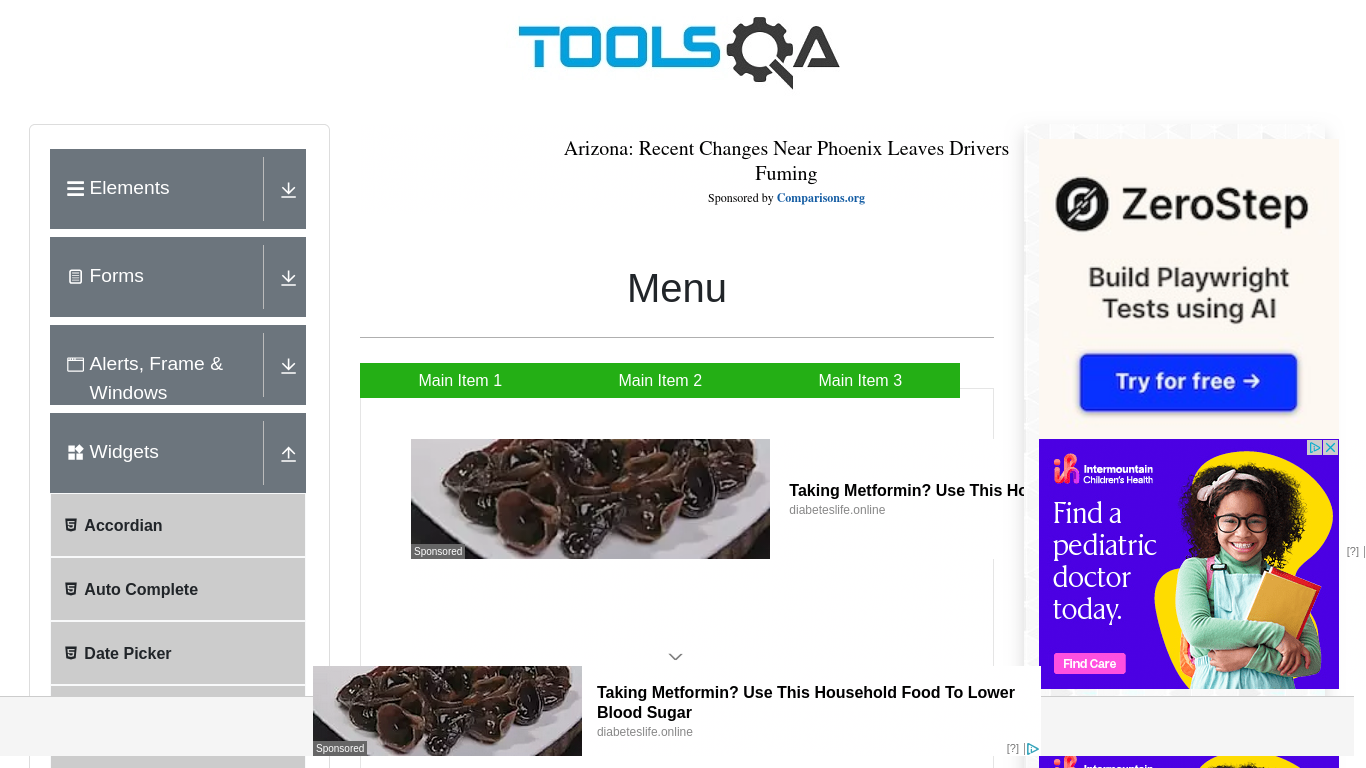 TOOLSQA
Elements
Forms
Alerts, Frame &
Windows
Widgets
Accordian
Auto Complete
Date Picker
Arizona: Recent Changes Near Phoenix Leaves Drivers
Fuming
Sponsored by Comparisons.org
Menu
Main Item 1
Main Item 2
Main Item 3
Sponsored
Taking Metformin? Use This Ho
diabeteslife.online
Sponsored
Taking Metformin? Use This Household Food To Lower
Blood Sugar
diabeteslife.online
[?]
ZeroStep
Build Playwright
Tests using AI
Try for free →
Intermountain
Children's Health
Find a
pediatric
doctor
today.
Find Care
[?]
Intermountain